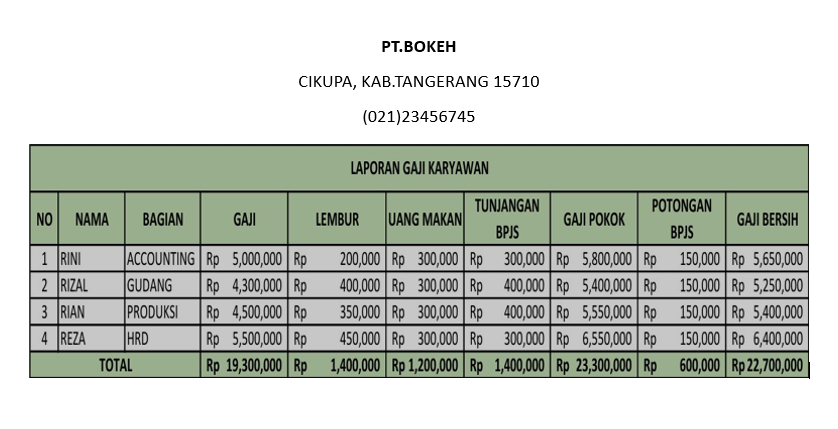 PT.BOKEH
CIKUPA, KAB.TANGERANG 15710
(021)23456745
LAPORAN GAJI KARYAWAN
NO NAMA BAGIAN GAJI LEMBUR UANG MAKAN TUNJANGAN BPJS GAJI POKOK POTONGAN BPJS GAJI BERSIH
1 RINI ACCOUNTING Rp 5,000,000 Rp 200,000 Rp 300,000 Rp 300,000 Rp 5,800,000 Rp 150,000 Rp 5,650,000
2 RIZAL GUDANG Rp 4,300,000 Rp 400,000 Rp 300,000 Rp 400,000 Rp 5,400,000 Rp 150,000 Rp 5,250,000
3 RIAN PRODUKSI Rp 4,500,000 Rp 350,000 Rp 300,000 Rp 400,000 Rp 5,550,000 Rp 150,000 Rp 5,400,000
4 REZA HRD Rp 5,500,000 Rp 450,000 Rp 300,000 Rp 300,000 Rp 6,550,000 Rp 150,000 Rp 6,400,000
TOTAL Rp 19,300,000 Rp 1,400,000 Rp 1,200,000 Rp 1,400,000 Rp 23,300,000 Rp 600,000 Rp 22,700,000